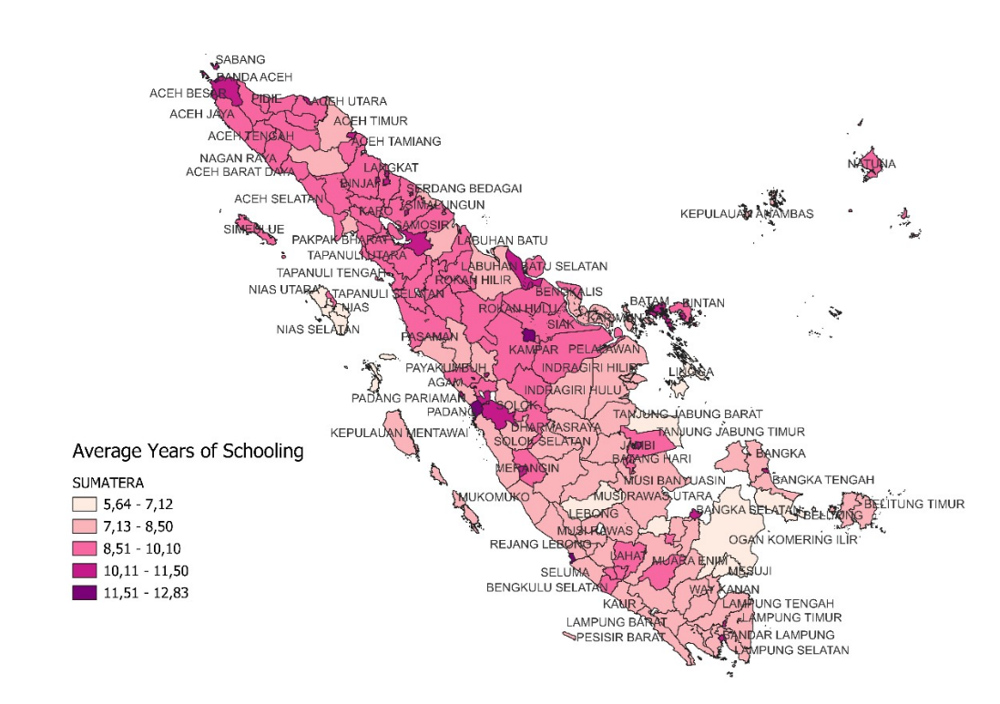 SABANG
BANDA ACEH
ACEH BESAR
PIDIE
ACEH UTARA
ACEH JAYA
ACEH TIMUR
ACEH TENGAH
ACEH TAMIANG
NAGAN RAYA
ACEH BARAT DAYA
LANGKAT
BINJAI
SERDANG BEDAGAI
ACEH SELATAN
SIMALUNGUN
KARO
NATUNA
KEPULAUAN ANAMBAS
SAMOSIR
SIMEULUE
PAKPAK BHARAT
LABUHAN BATU
TAPANULI UTARA
LABUHAN BATU SELATAN
TAPANULI TENGAH
ROKAN HILIR
NIAS UTARA
TAPANULI SELATAN
BENGKALIS
NIAS
ROKAN HULU
BATAM
BINTAN
SIAK
KARIMUN
NIAS SELATAN
PASAMAN
KAMPAR
PELALAWAN
PAYAKUMBUH
INDRAGIRI HILIR
LINGGA
AGAM
INDRAGIRI HULU
PADANG PARIAMAN
PADANG
SOLOK
TANJUNG JABUNG BARAT
KEPULAUAN MENTAWAI
DHARMASRAYA
TANJUNG JABUNG TIMUR
SOLOK SELATAN
JAMBI
BATANG HARI
BANGKA
MERANGIN
MUSI BANYUASIN
BANGKA TENGAH
MUKOMUKO
MUSI RAWAS UTARA
BELITUNG TIMUR
LEBONG
BANGKA SELATAN
BELITUNG
MUSI RAWAS
OGAN KOMERING ILIR
REJANG LEBONG
LAHAT
MUARA ENIM
SELUMA
MESUJI
BENGKULU SELATAN
WAY KANAN
KAUR
LAMPUNG TENGAH
LAMPUNG TIMUR
LAMPUNG BARAT
PESISIR BARAT
BANDAR LAMPUNG
LAMPUNG SELATAN
Average Years of Schooling
SUMATERA
5,64 - 7,12
7,13 - 8,50
8,51 - 10,10
10,11 - 11,50
11,51 - 12,83